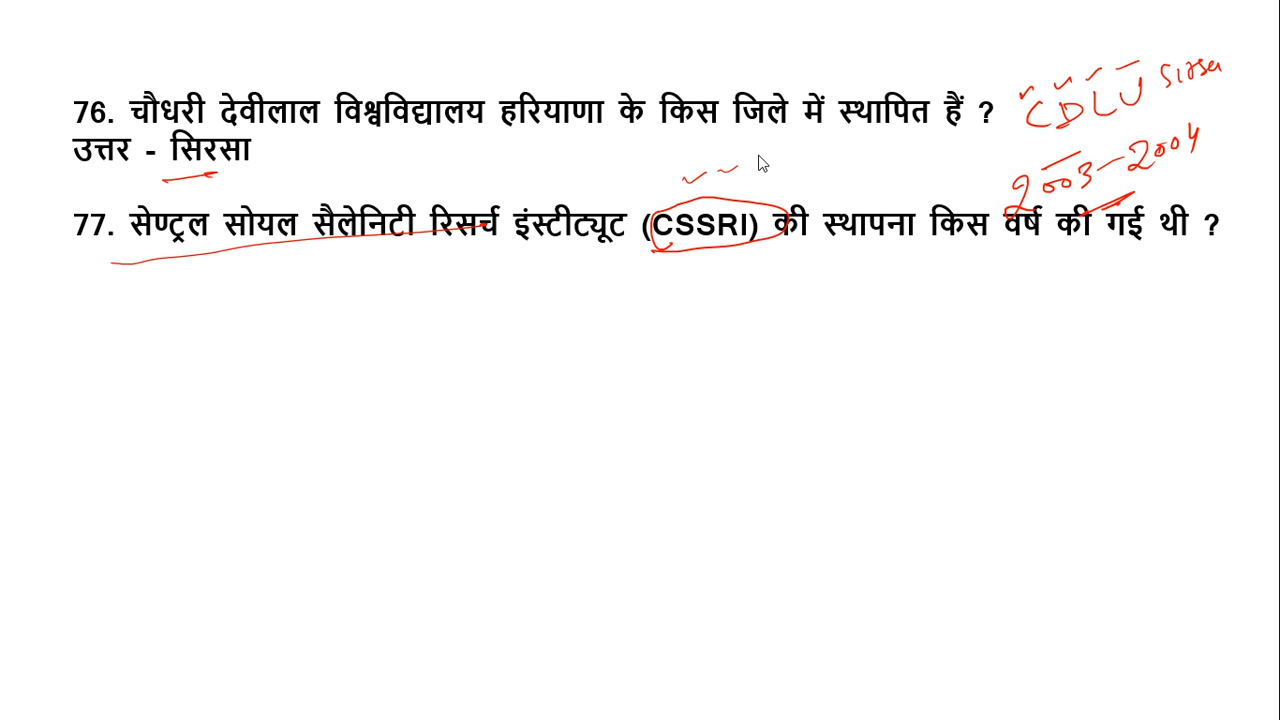 76. चौधरी देवीलाल विश्वविद्यालय हरियाणा के किस जिले में स्थापित हैं ?
CDLU Sirsa
उत्तर - सिरसा
2003-2004
77. सेण्ट्रल सोयल सैलेनिटी रिसर्च इंस्टीट्यूट (CSSRI) की स्थापना किस वर्ष की गई थी ?